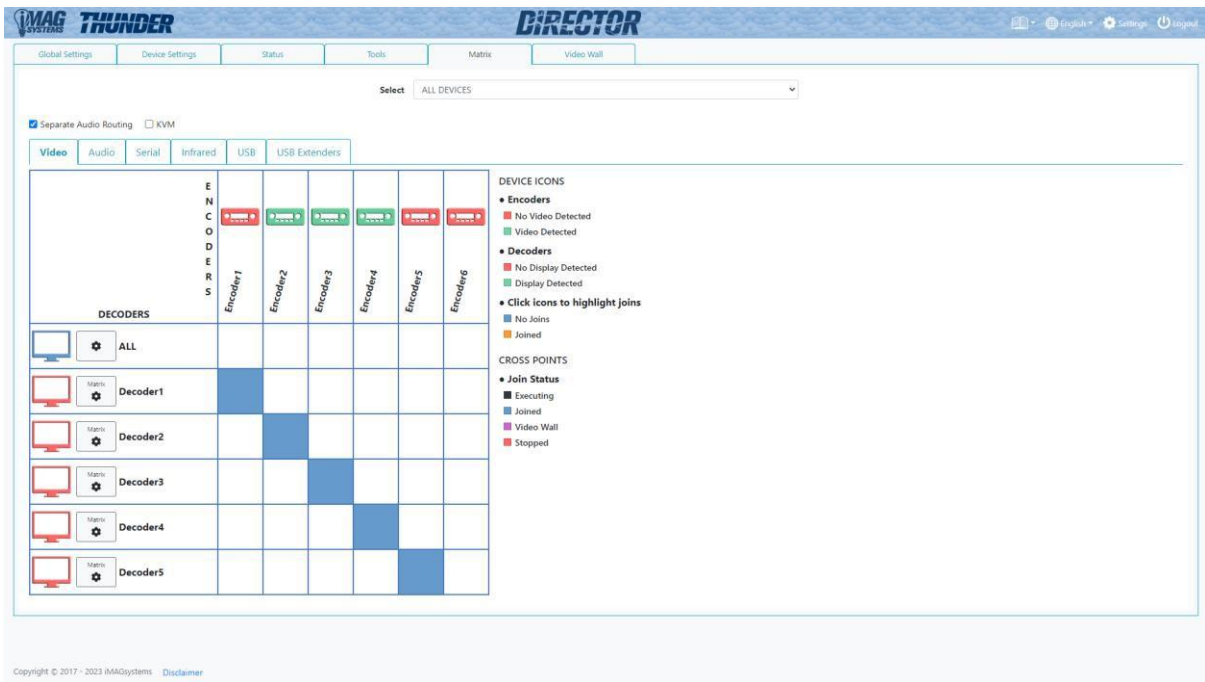 iMAG SYSTEMS THUNDER DiRECTOR English Settings Logout
Global Settings Device Settings Status Tools Matrix Video Wall
Select ALL DEVICES
Separate Audio Routing KVM
Video Audio Serial Infrared USB USB Extenders
ENCODERS
Encoder1 Encoder2 Encoder3 Encoder4 Encoder5 Encoder6
DECODERS
ALL
Matrix Decoder1
Matrix Decoder2
Matrix Decoder3
Matrix Decoder4
Matrix Decoder5
DEVICE ICONS
• Encoders
No Video Detected
Video Detected
• Decoders
No Display Detected
Display Detected
• Click icons to highlight joins
No Joins
Joined
CROSS POINTS
• Join Status
Executing
Joined
Video Wall
Stopped
Copyright © 2017 - 2023 iMAGsystems Disclaimer